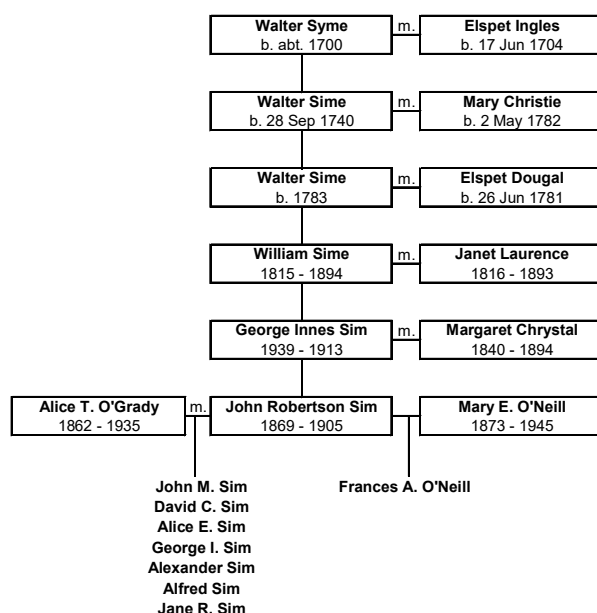 Walter Syme
b. abt. 1700
m.
Elspet Ingles
b. 17 Jun 1704
Walter Sime
b. 28 Sep 1740
m.
Mary Christie
b. 2 May 1782
Walter Sime
b. 1783
m.
Elspet Dougal
b. 26 Jun 1781
William Sime
1815 - 1894
m.
Janet Laurence
1816 - 1893
George Innes Sim
1939 - 1913
m.
Margaret Chrystal
1840 - 1894
Alice T. O'Grady
1862 - 1935
m.
John Robertson Sim
1869 - 1905
Mary E. O'Neill
1873 - 1945
John M. Sim
David C. Sim
Alice E. Sim
George I. Sim
Alexander Sim
Alfred Sim
Jane R. Sim
Frances A. O'Neill